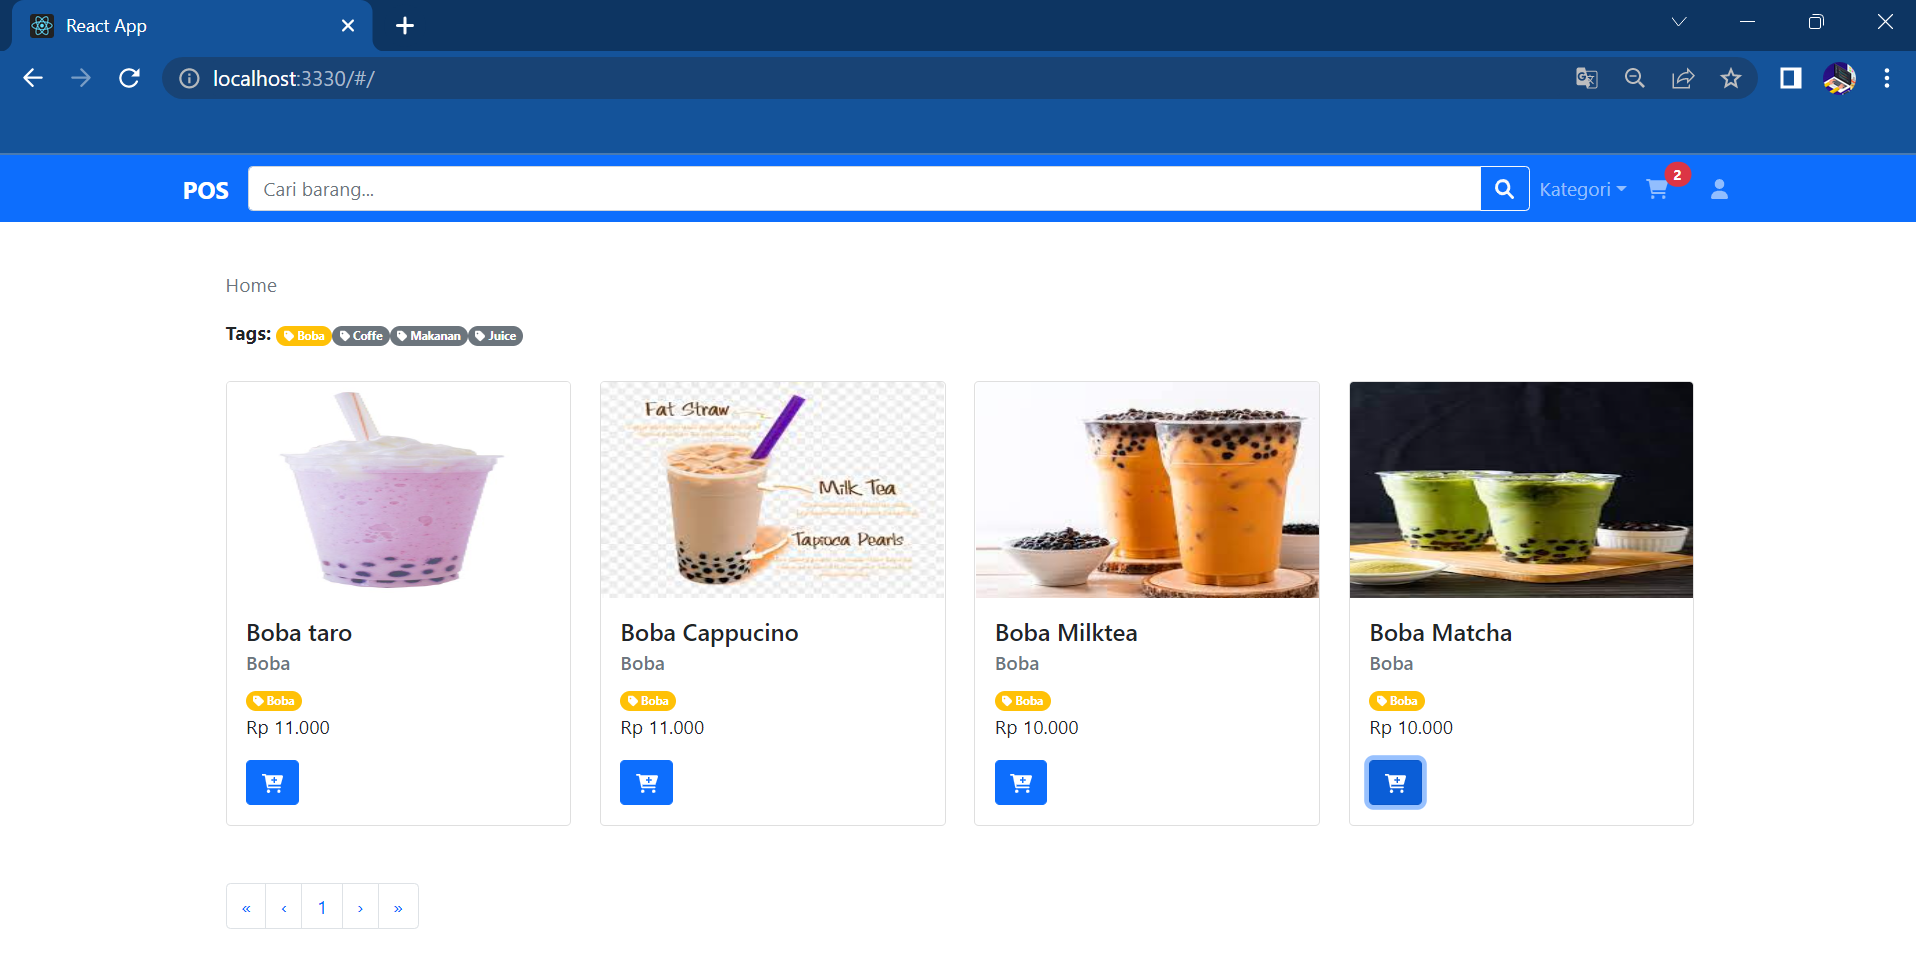 React App
localhost:3330/#/
POS
Cari barang...
Kategori
2
Home
Tags: Boba Coffe Makanan Juice
Fat Straw
Milk Tea
Tapioca Pearls
Boba taro
Boba
Boba
Rp 11.000
Boba Cappucino
Boba
Boba
Rp 11.000
Boba Milktea
Boba
Boba
Rp 10.000
Boba Matcha
Boba
Boba
Rp 10.000
« ‹ 1 › »